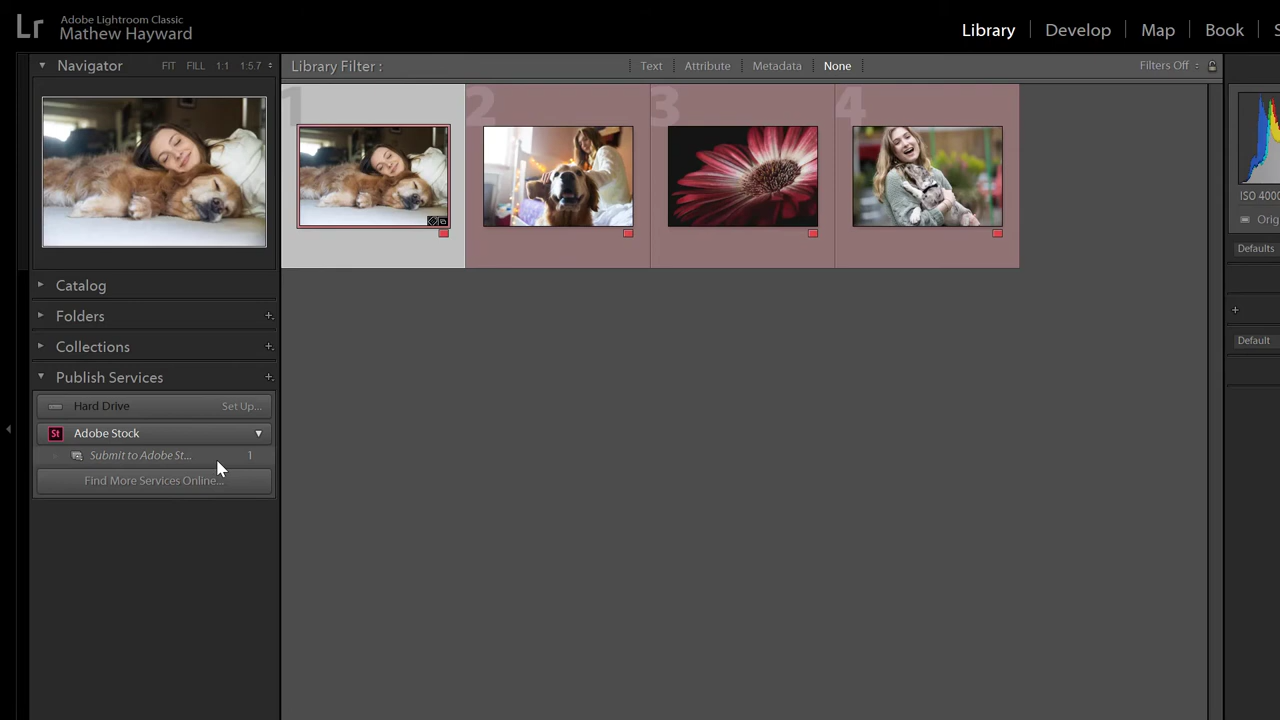 Lr
Adobe Lightroom Classic
Mathew Hayward
Library
Develop
Map
Book
Navigator
FIT
FILL
1:1
1:5 7
Library Filter :
Text
Attribute
Metadata
None
Filters Off
1
2
3
4
ISO 4000
Orig
Defaults
Catalog
Folders
Collections
Default
Publish Services
Hard Drive
Set Up...
St
Adobe Stock
Submit to Adobe St...
1
Find More Services Online...